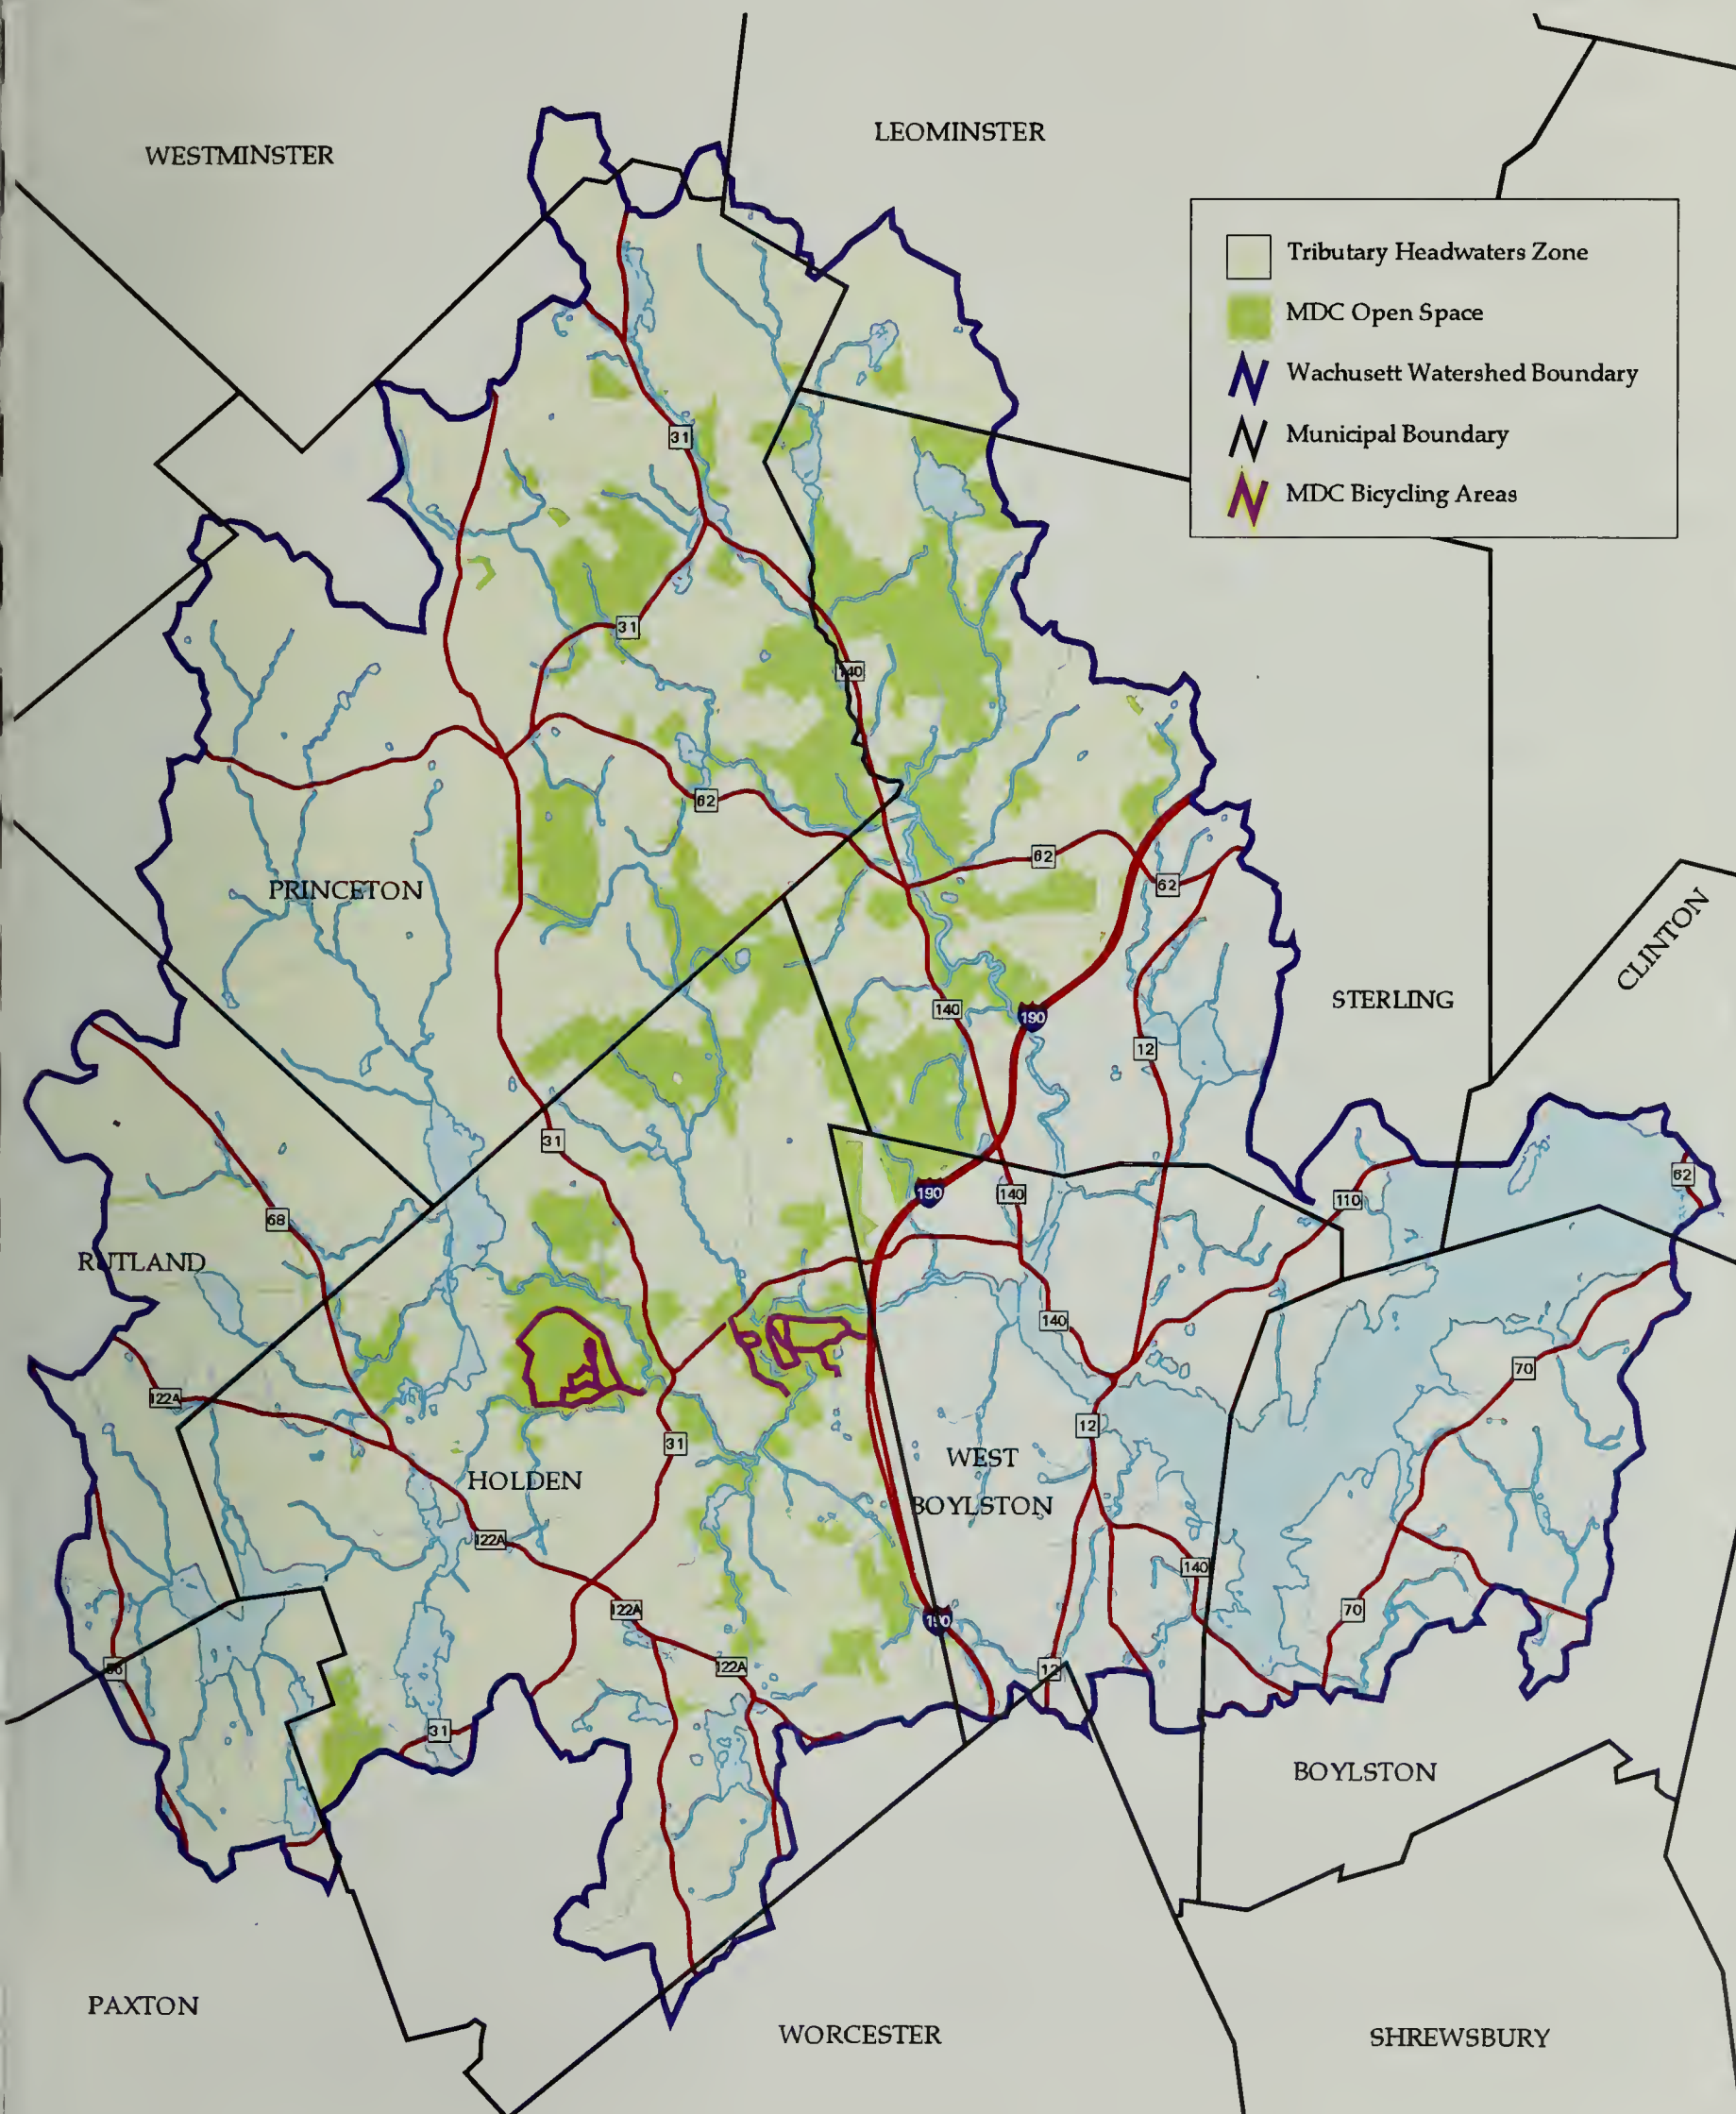 LEOMINSTER
WESTMINSTER
Tributary Headwaters Zone
MDC Open Space
Wachusett Watershed Boundary
Municipal Boundary
MDC Bicycling Areas
31
31
140
62
62
62
PRINCETON
CLINTON
STERLING
140
190
12
31
62
190
140
110
68
RUTLAND
140
70
122A
12
31
WEST
HOLDEN
BOYLSTON
122A
140
122A
70
190
122A
12
56
31
BOYLSTON
PAXTON
WORCESTER
SHREWSBURY